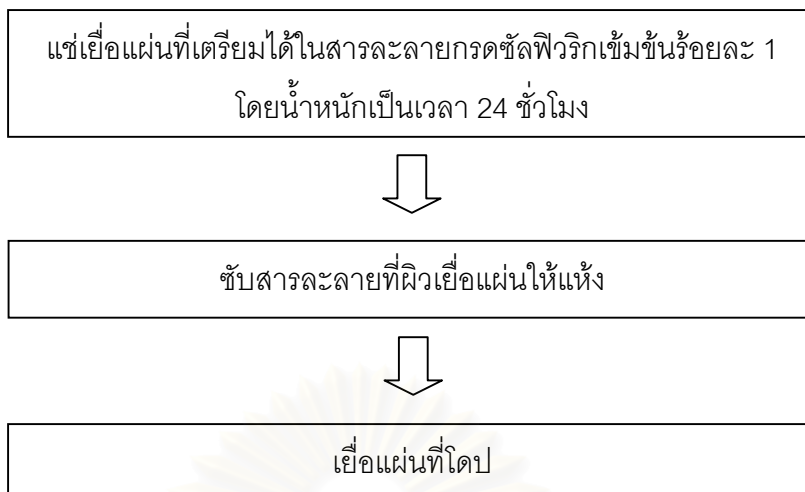 แช่เยื่อแผ่นที่เตรียมได้ในสารละลายกรดซัลฟิวริกเข้มข้นร้อยละ 1
โดยน้ำหนักเป็นเวลา 24 ชั่วโมง
ซับสารละลายที่ผิวเยื่อแผ่นให้แห้ง
เยื่อแผ่นที่โดป